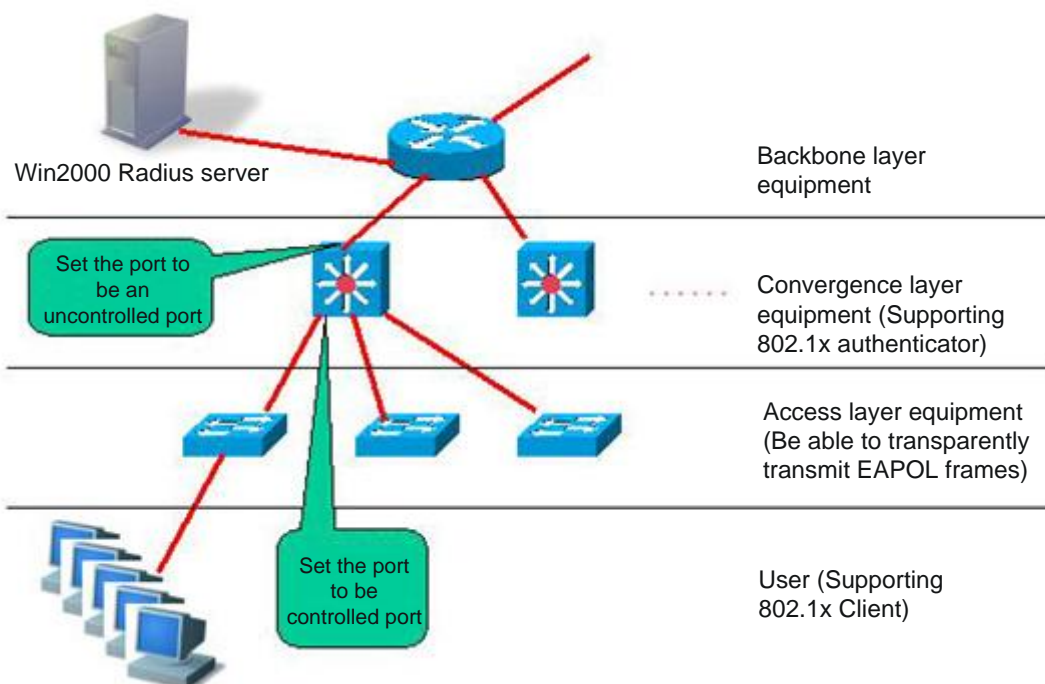 Win2000 Radius server
Backbone layer
equipment
Set the port to
be an
uncontrolled port
Convergence layer
equipment (Supporting
802.1x authenticator)
Access layer equipment
(Be able to transparently
transmit EAPOL frames)
Set the port
to be
controlled port
User (Supporting
802.1x Client)